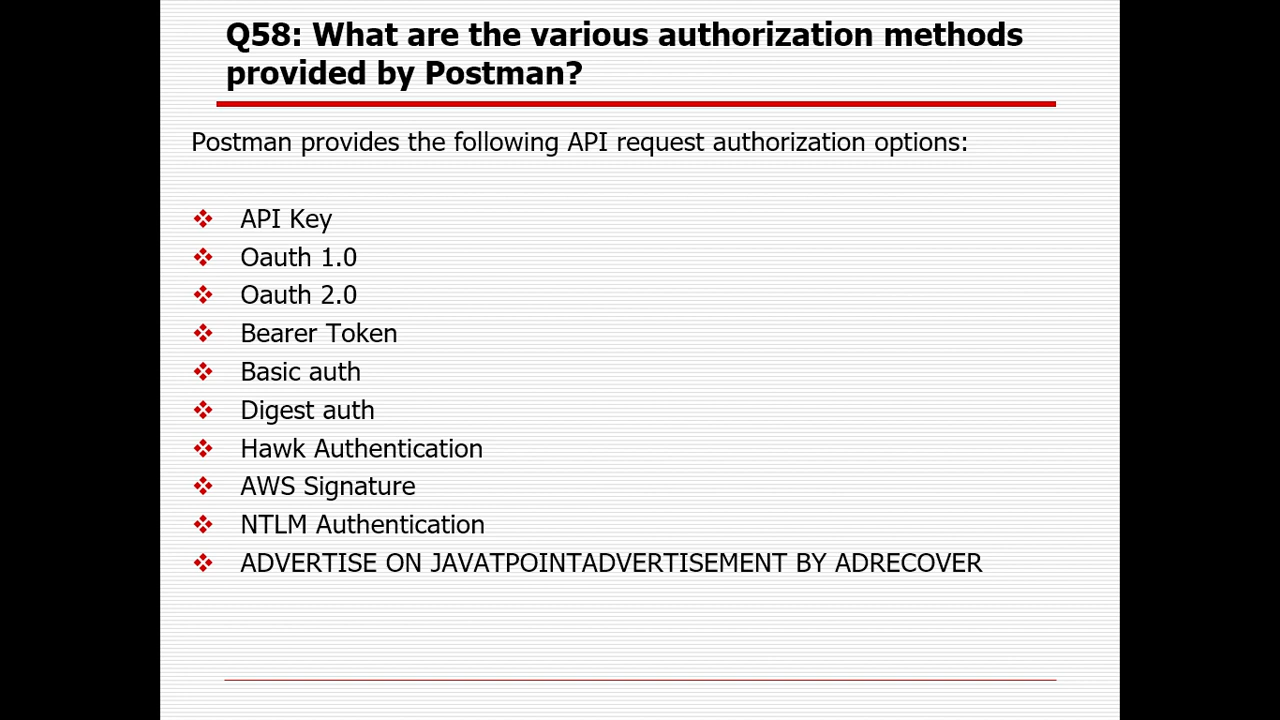 Q58: What are the various authorization methods
provided by Postman?
Postman provides the following API request authorization options:
API Key
Oauth 1.0
Oauth 2.0
Bearer Token
Basic auth
Digest auth
Hawk Authentication
AWS Signature
NTLM Authentication
ADVERTISE ON JAVATPOINTADVERTISEMENT BY ADRECOVER